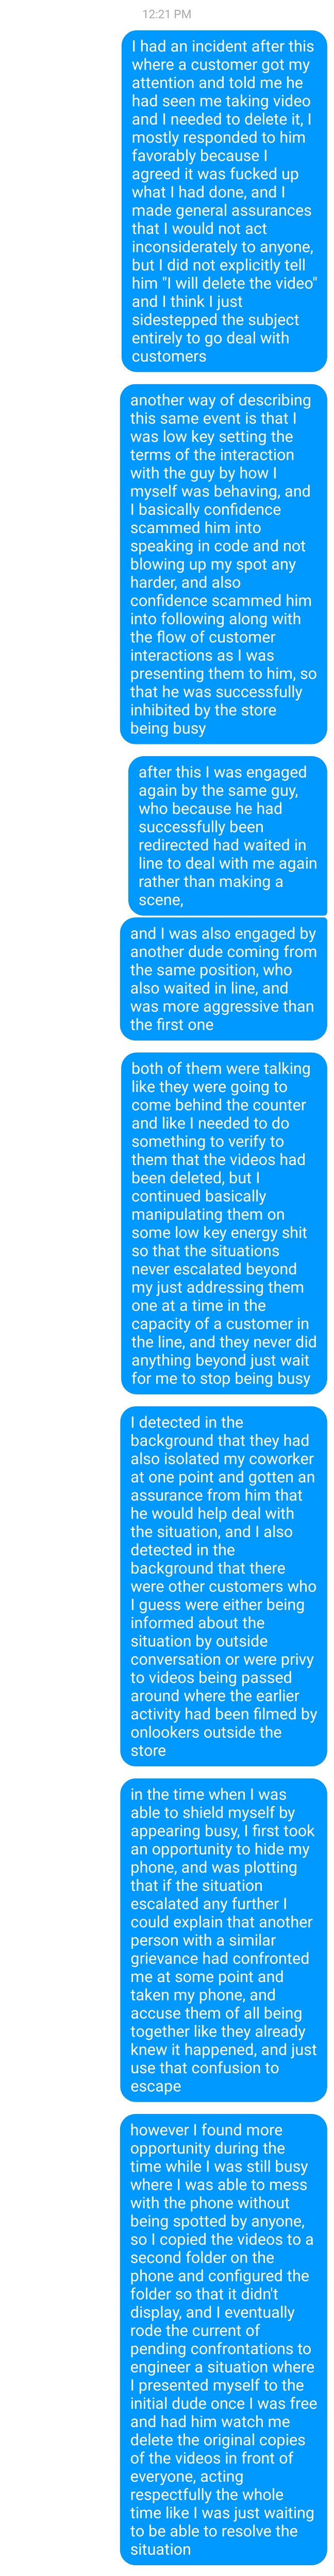 12:21 PM
I had an incident after this
where a customer got my
attention and told me he
had seen me taking video
and I needed to delete it, I
mostly responded to him
favorably because I
agreed it was fucked up
what I had done, and I
made general assurances
that I would not act
inconsiderately to anyone,
but I did not explicitly tell
him "I will delete the video"
and I think I just
sidestepped the subject
entirely to go deal with
customers
another way of describing
this same event is that I
was low key setting the
terms of the interaction
with the guy by how I
myself was behaving, and
I basically confidence
scammed him into
speaking in code and not
blowing up my spot any
harder, and also
confidence scammed him
into following along with
the flow of customer
interactions as I was
presenting them to him, so
that he was successfully
inhibited by the store
being busy
after this I was engaged
again by the same guy,
who because he had
successfully been
redirected had waited in
line to deal with me again
rather than making a
scene,
and I was also engaged by
another dude coming from
the same position, who
also waited in line, and
was more aggressive than
the first one
both of them were talking
like they were going to
come behind the counter
and like I needed to do
something to verify to
them that the videos had
been deleted, but I
continued basically
manipulating them on
some low key energy shit
so that the situations
never escalated beyond
my just addressing them
one at a time in the
capacity of a customer in
the line, and they never did
anything beyond just wait
for me to stop being busy
I detected in the
background that they had
also isolated my coworker
at one point and gotten an
assurance from him that
he would help deal with
the situation, and I also
detected in the
background that there
were other customers who
I guess were either being
informed about the
situation by outside
conversation or were privy
to videos being passed
around where the earlier
activity had been filmed by
onlookers outside the
store
in the time when I was
able to shield myself by
appearing busy, I first took
an opportunity to hide my
phone, and was plotting
that if the situation
escalated any further I
could explain that another
person with a similar
grievance had confronted
me at some point and
taken my phone, and
accuse them of all being
together like they already
knew it happened, and just
use that confusion to
escape
however I found more
opportunity during the
time while I was still busy
where I was able to mess
with the phone without
being spotted by anyone,
so I copied the videos to a
second folder on the
phone and configured the
folder so that it didn't
display, and I eventually
rode the current of
pending confrontations to
engineer a situation where
I presented myself to the
initial dude once I was free
and had him watch me
delete the original copies
of the videos in front of
everyone, acting
respectfully the whole
time like I was just waiting
to be able to resolve the
situation